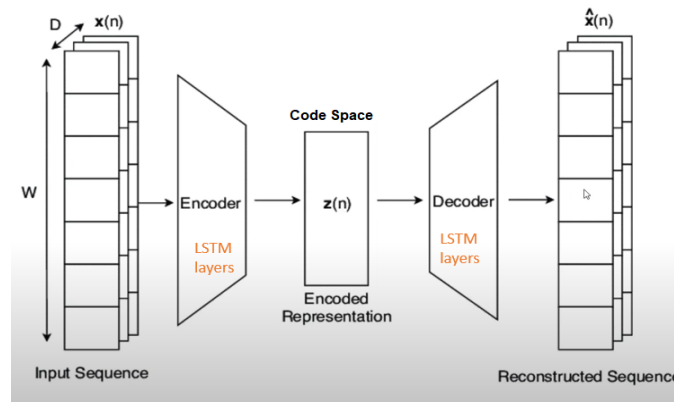 D
x(n)
x̂(n)
Code Space
W
Encoder
z(n)
Decoder
LSTM
layers
LSTM
layers
Encoded
Representation
Input Sequence
Reconstructed Sequence